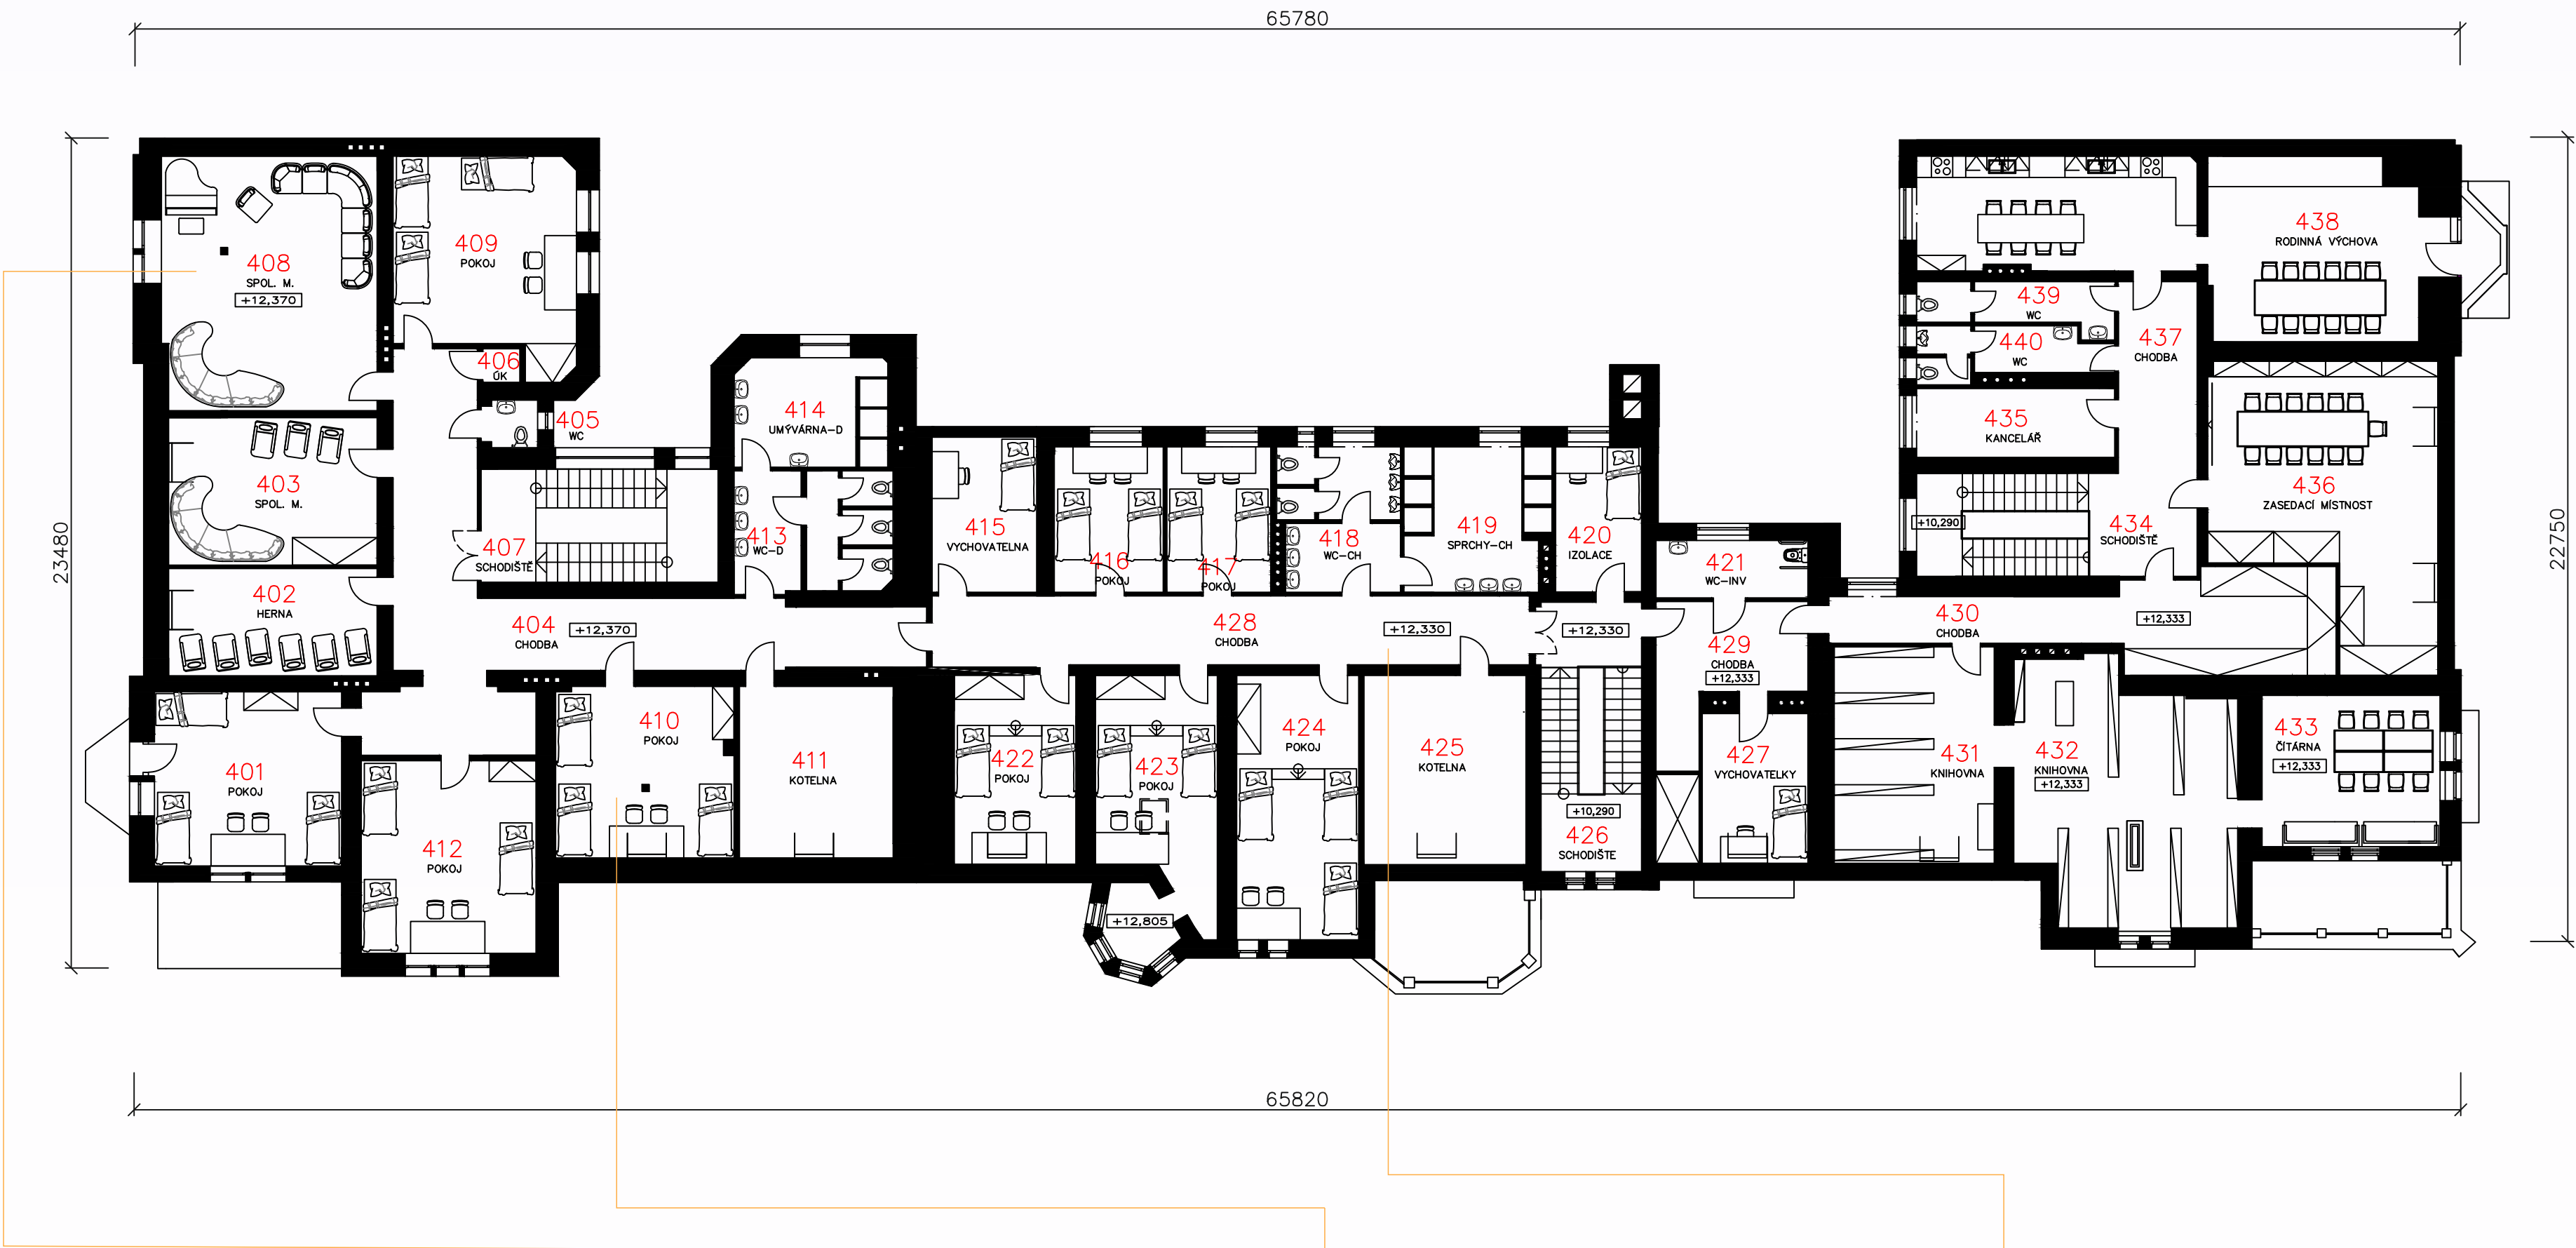 65780
23480
22750
408
SPOL. M.
+12,370
409
POKOJ
406
ÚK
405
WC
403
SPOL. M.
402
HERNA
407
SCHODIŠTĚ
404
CHODBA
+12,370
401
POKOJ
412
POKOJ
410
POKOJ
411
KOTELNA
414
UMÝVÁRNA-D
413
WC-D
415
VYCHOVATELNA
416
POKOJ
417
POKOJ
418
WC-CH
419
SPRCHY-CH
420
IZOLACE
428
CHODBA
+12,330
+12,330
422
POKOJ
423
POKOJ
+12,805
424
POKOJ
425
KOTELNA
+10,290
426
SCHODIŠTE
421
WC-INV
429
CHODBA
+12,333
427
VYCHOVATELKY
438
RODINNÁ VÝCHOVA
439
WC
440
WC
437
CHODBA
435
KANCELÁŘ
436
ZASEDACÍ MÍSTNOST
+10,290
434
SCHODIŠTĚ
430
CHODBA
+12,333
431
KNIHOVNA
432
KNIHOVNA
+12,333
433
ČÍTÁRNA
+12,333
65820